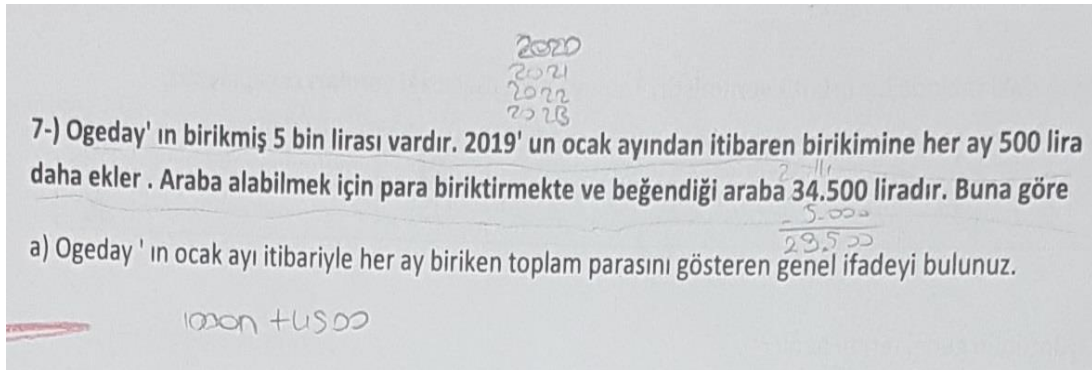 2020
2021
2022
2023
7-) Ogeday' ın birikmiş 5 bin lirası vardır. 2019' un ocak ayından itibaren birikimine her ay 500 lira
daha ekler . Araba alabilmek için para biriktirmekte ve beğendiği araba 34.500 liradır. Buna göre
- 5.000
29.500
a) Ogeday ' ın ocak ayı itibariyle her ay biriken toplam parasını gösteren genel ifadeyi bulunuz.
1000n +4500